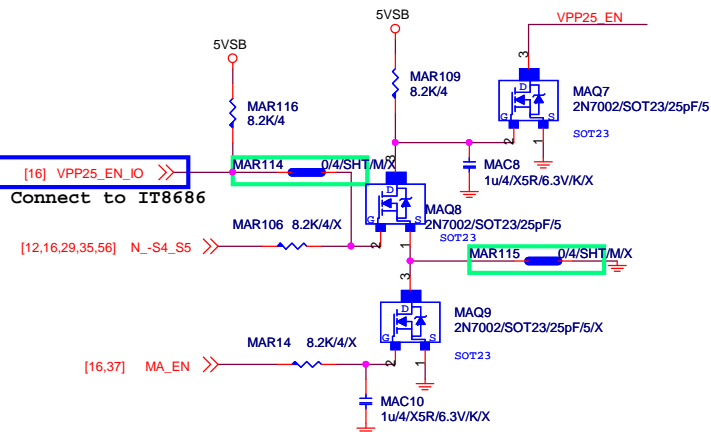 5VSB
VPP25_EN
5VSB
3
D
MAR109
8.2K/4
MAQ7
2N7002/SOT23/25pF/5
MAR116
8.2K/4
G
S
SOT23
2
1
MAR114
0/4/SHT/M/X
3
MAC8
1u/4/X5R/6.3V/K/X
[16] VPP25_EN_IO
D
Connect to IT8686
MAQ8
2N7002/SOT23/25pF/5
G
S
SOT23
MAR106 8.2K/4/X
[12,16,29,35,56] N_-S4_S5
2
1
MAR115
0/4/SHT/M/X
3
D
MAQ9
2N7002/SOT23/25pF/5/X
G
S
SOT23
MAR14 8.2K/4/X
[16,37] MA_EN
2
1
MAC10
1u/4/X5R/6.3V/K/X